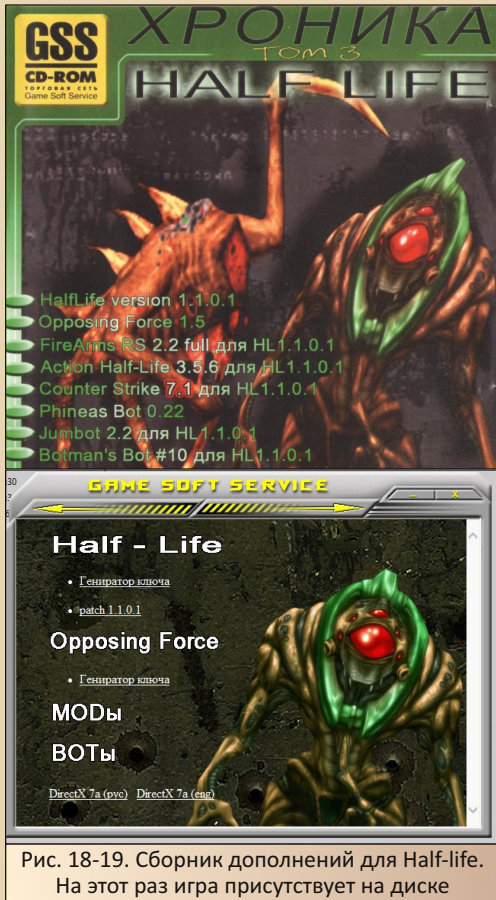 GSS
CD-ROM
ТОРГОВАЯ СЕТЬ
Game Soft Service
ХРОНИКА
ТОМ 3
HALF LIFE
HalfLife version 1.1.0.1
Opposing Force 1.5
FireArms RS 2.2 full для HL1.1.0.1
Action Half-Life 3.5.6 для HL1.1.0.1
Counter Strike 7.1 для HL1.1.0.1
Phineas Bot 0.22
Jumbot 2.2 для HL1.1.0.1
Botman's Bot #10 для HL1.1.0.1
GAME SOFT SERVICE
Half - Life
Гениратор ключа
patch 1.1.0.1
Opposing Force
Гениратор ключа
MODы
BOTы
DirectX 7a (рус) DirectX 7a (eng)
Рис. 18-19. Сборник дополнений для Half-life.
На этот раз игра присутствует на диске